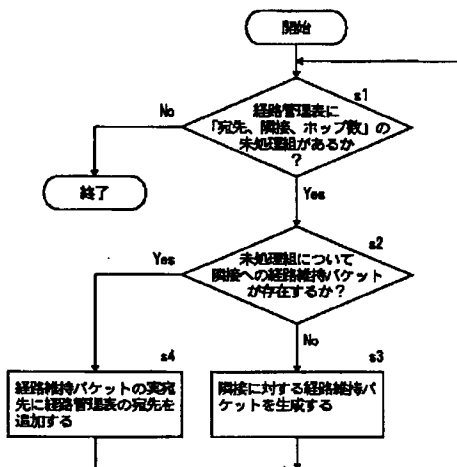 開始
s1
経路管理表に
「宛先、隣接、ホップ数」の
未処理組があるか
?
No
終了
Yes
s2
未処理組について
隣接への経路維持パケット
が存在するか?
Yes
No
s4
経路維持パケットの実宛
先に経路管理表の宛先を
追加する
s3
隣接に対する経路維持パ
ケットを生成する